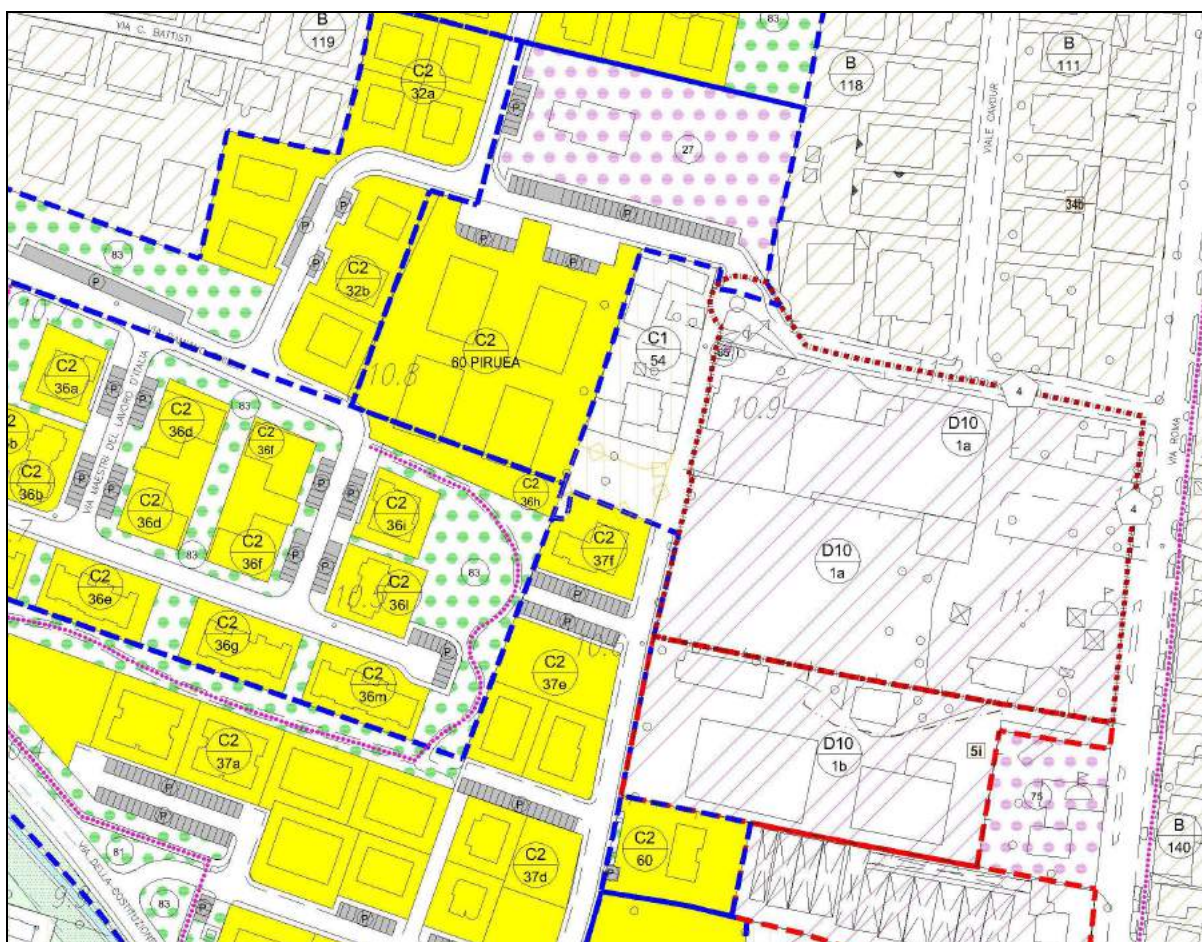 VIA C. BATTISTI
B
119
C2
32a
83
B
118
B
111
VIALE CAVOUR
P
27
34b
P
P
P
P
83
P
C2
32b
P
P
P
C2
60 PIRUEA
10.8
C1
54
10.9
4
D10
1a
VIA ROMA
C2
36a
VIA MAESTRI DEL LAVORO D'ITALIA
P
P
C2
36d
83
C2
36f
C2
36b
P
P
C2
36d
P
P
C2
36i
C2
36h
4
83
C2
36f
P
P
C2
36l
83
C2
37f
D10
1a
11.1
C2
36e
P
P
C2
36g
P
C2
37e
C2
36m
C2
37a
D10
1b
5i
P
P
P
75
C2
60
B
140
81
VIA DELLA COSTITUZIONE
83
P
P
C2
37d
P